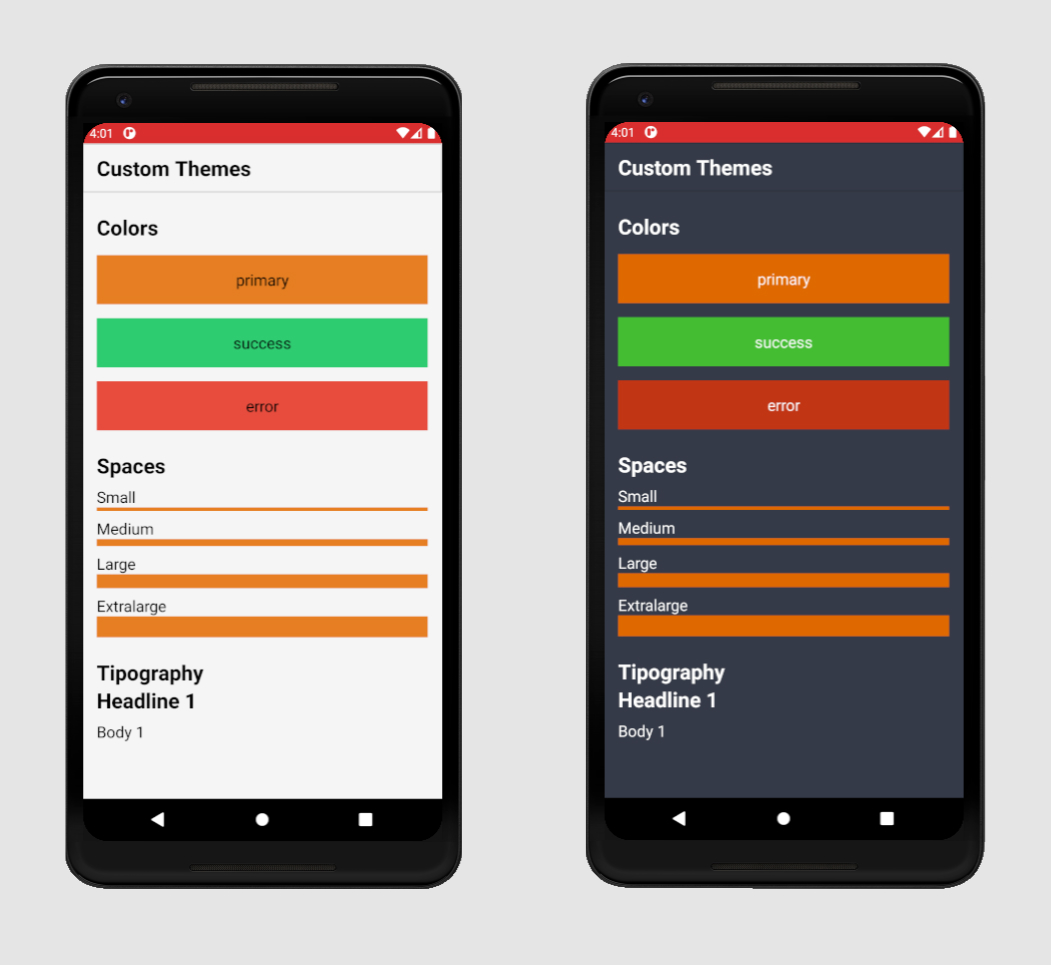 4:01
Custom Themes
Colors
primary
success
error
Spaces
Small
Medium
Large
Extralarge
Tipography
Headline 1
Body 1
4:01
Custom Themes
Colors
primary
success
error
Spaces
Small
Medium
Large
Extralarge
Tipography
Headline 1
Body 1